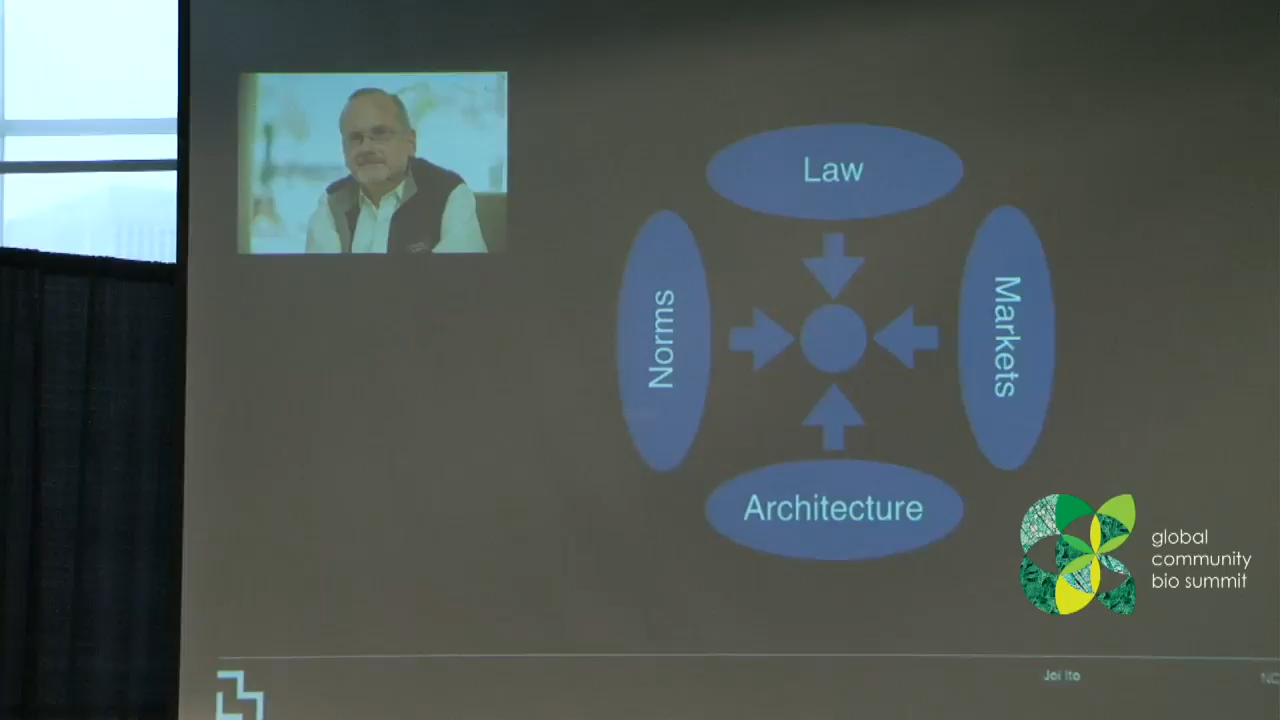 Law
Norms
Markets
Architecture
global
community
bio summit
Joi Ito